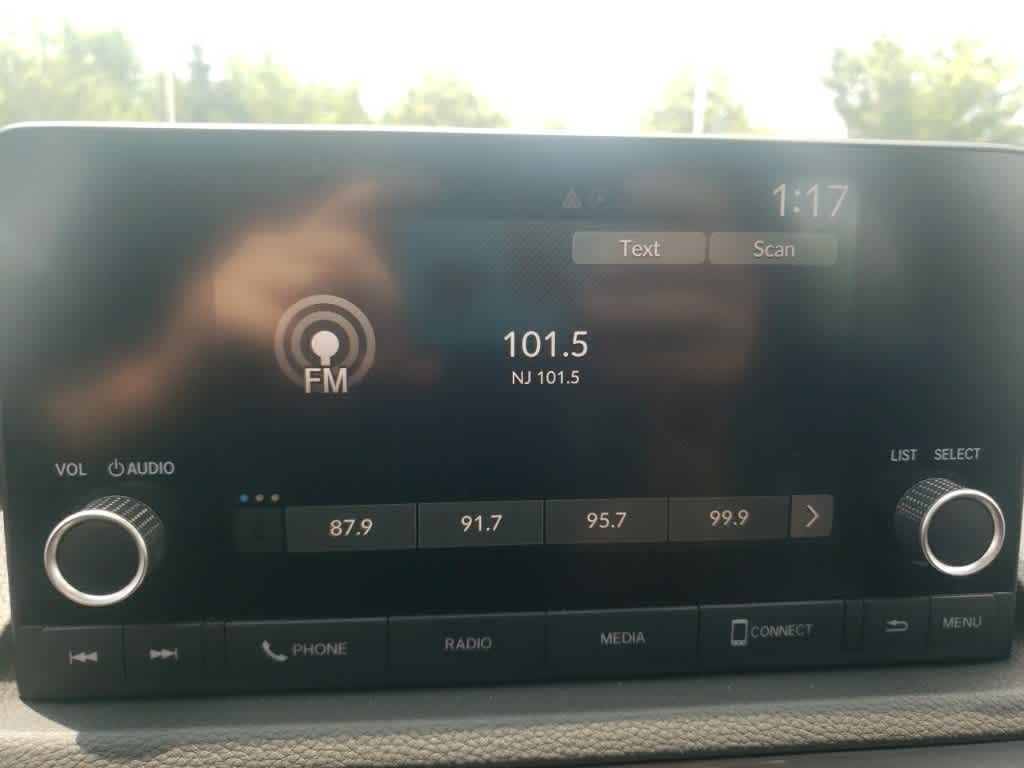 1:17
Text Scan
101.5
NJ 101.5
FM
VOL AUDIO
LIST SELECT
87.9 91.7 95.7 99.9
PHONE RADIO MEDIA CONNECT MENU